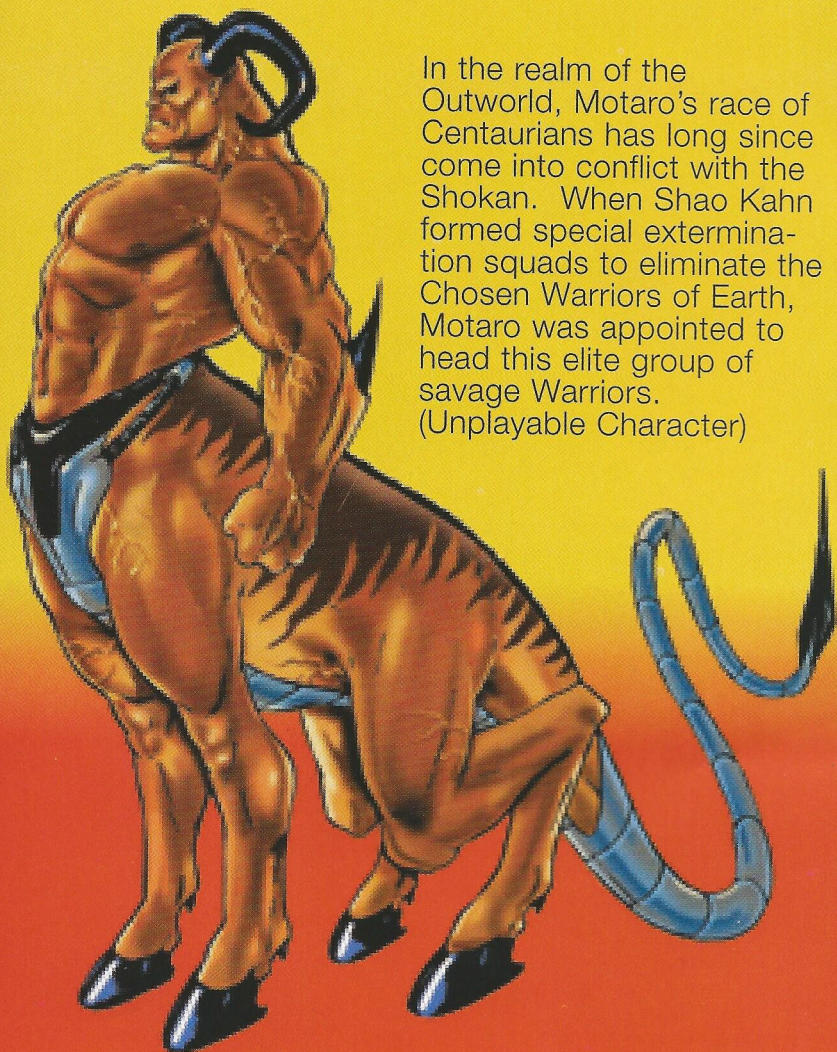 In the realm of the
Outworld, Motaro's race of
Centaurians has long since
come into conflict with the
Shokan.  When Shao Kahn
formed special extermina-
tion squads to eliminate the
Chosen Warriors of Earth,
Motaro was appointed to
head this elite group of
savage Warriors.
(Unplayable Character)